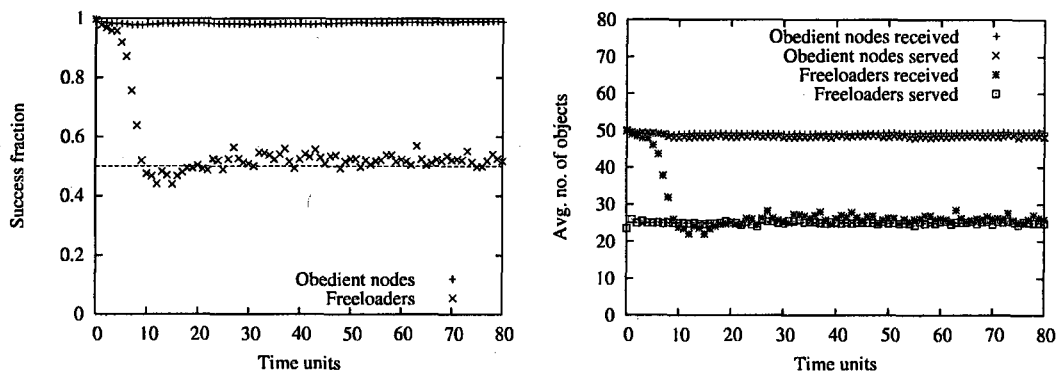 1
0.8
0.6
0.4
0.2
0
0 10 20 30 40 50 60 70 80
Success fraction
Time units
Obedient nodes
Freeloaders
80
70
60
50
40
30
20
10
0
0 10 20 30 40 50 60 70 80
Avg. no. of objects
Time units
Obedient nodes received
Obedient nodes served
Freeloaders received
Freeloaders served